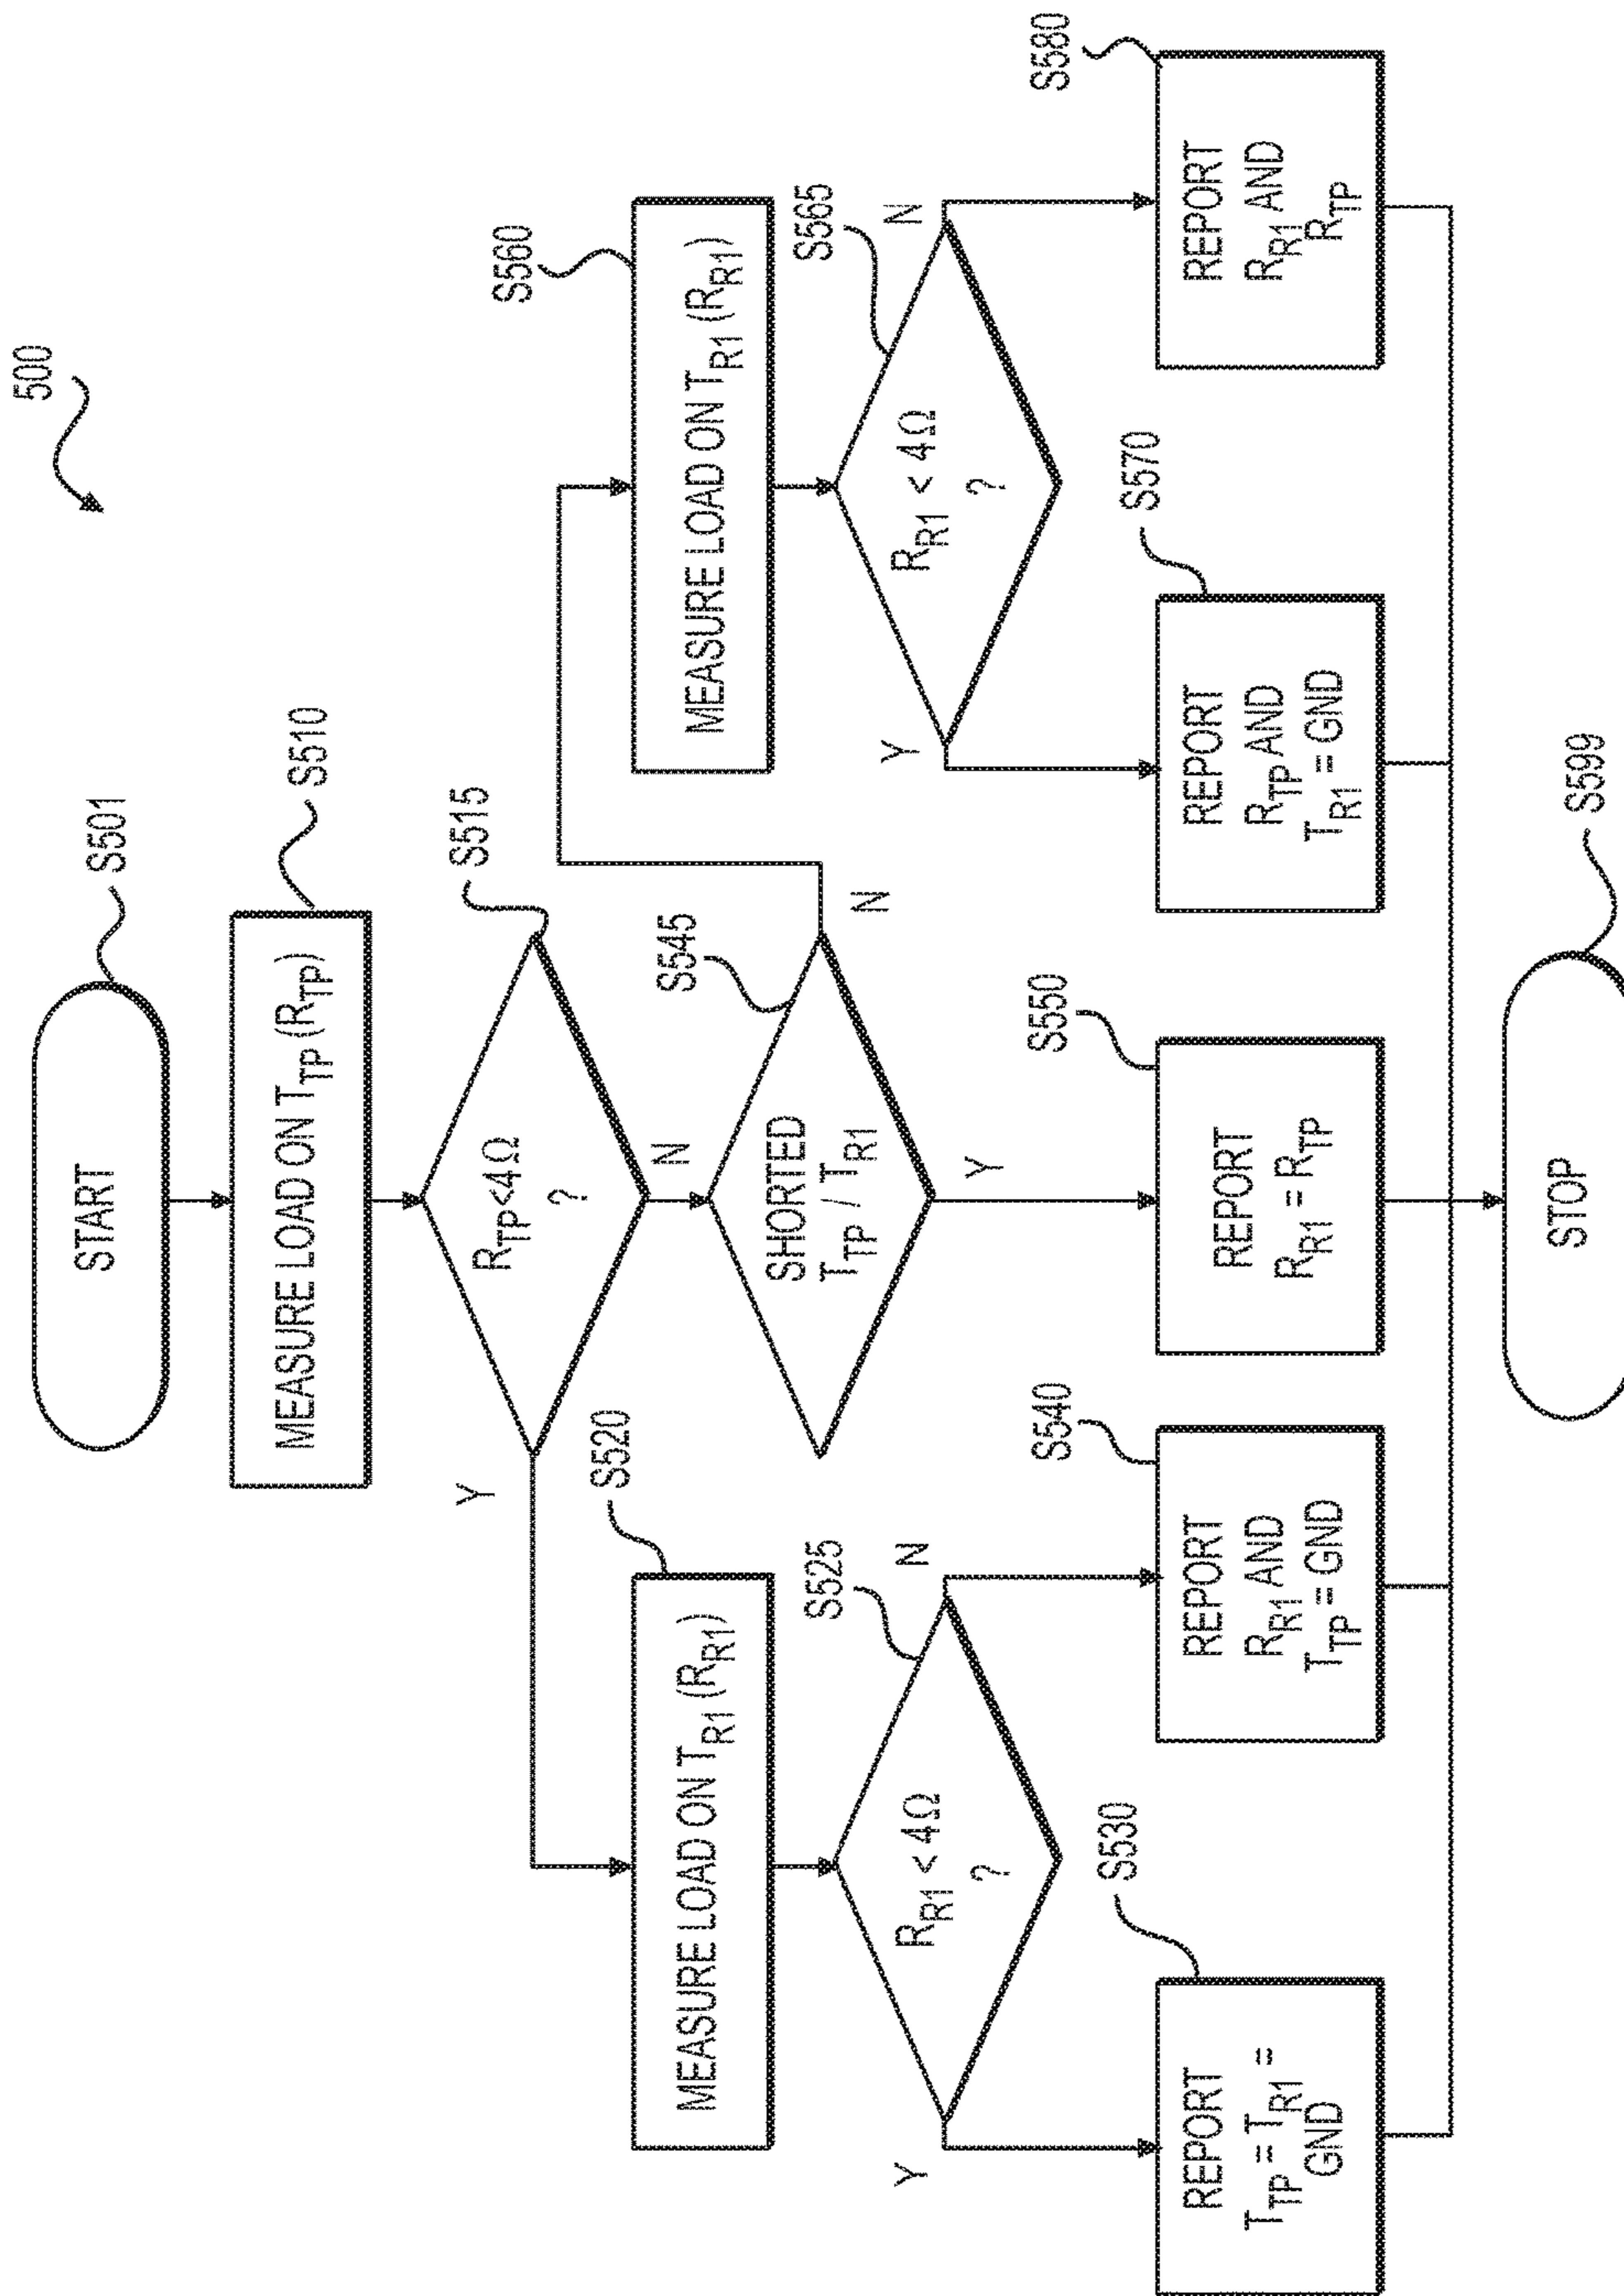 500
START
S501
MEASURE LOAD ON T_TP (R_TP)
S510
R_TP<4Ω
?
S515
Y
N
MEASURE LOAD ON T_R1 (R_R1)
S520
SHORTED
T_TP / T_R1
S545
N
Y
MEASURE LOAD ON T_R1 (R_R1)
S560
R_R1 < 4Ω
?
S525
Y
N
R_R1 < 4Ω
?
S565
Y
N
REPORT
T_TP = T_R1 =
GND
S530
REPORT
R_R1 AND
T_TP = GND
S540
REPORT
R_R1 = R_TP
S550
REPORT
R_TP AND
T_R1 = GND
S570
REPORT
R_R1 AND
R_TP
S580
STOP
S599